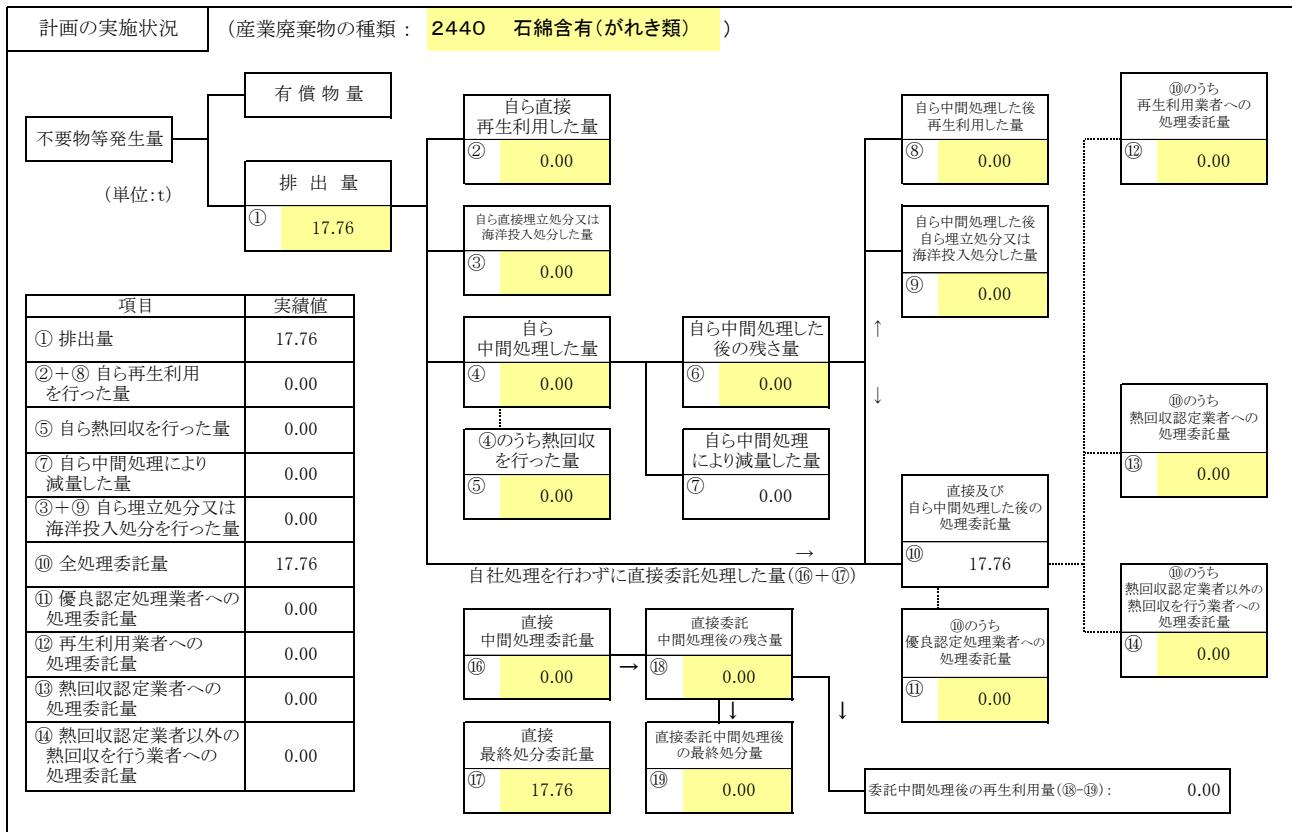 計画の実施状況
（産業廃棄物の種類： 2440 石綿含有（がれき類） ）
不要物等発生量
（単位:t）
有 償 物 量
排 出 量
① 17.76
自ら直接
再生利用した量
② 0.00
自ら直接埋立処分又は
海洋投入処分した量
③ 0.00
自ら
中間処理した量
④ 0.00
④のうち熱回収
を行った量
⑤ 0.00
自ら中間処理した
後の残さ量
⑥ 0.00
自ら中間処理
により減量した量
⑦ 0.00
自ら中間処理した後
再生利用した量
⑧ 0.00
自ら中間処理した後
自ら埋立処分又は
海洋投入処分した量
⑨ 0.00
↑
↓
直接及び
自ら中間処理した後の
処理委託量
⑩ 17.76
⑩のうち
優良認定処理業者への
処理委託量
⑪ 0.00
⑩のうち
再生利用業者への
処理委託量
⑫ 0.00
⑩のうち
熱回収認定業者への
処理委託量
⑬ 0.00
⑩のうち
熱回収認定業者以外の
熱回収を行う業者への
処理委託量
⑭ 0.00
→
自社処理を行わずに直接委託処理した量(⑯＋⑰)
直接
中間処理委託量
⑯ 0.00
→
直接委託
中間処理後の残さ量
⑱ 0.00
↓
↓
直接
最終処分委託量
⑰ 17.76
直接委託中間処理後
の最終処分量
⑲ 0.00
委託中間処理後の再生利用量(⑱-⑲)： 0.00
項目 実績値
① 排出量 17.76
②＋⑧ 自ら再生利用
を行った量 0.00
⑤ 自ら熱回収を行った量 0.00
⑦ 自ら中間処理により
減量した量 0.00
③＋⑨ 自ら埋立処分又は
海洋投入処分を行った量 0.00
⑩ 全処理委託量 17.76
⑪ 優良認定処理業者への
処理委託量 0.00
⑫ 再生利用業者への
処理委託量 0.00
⑬ 熱回収認定業者への
処理委託量 0.00
⑭ 熱回収認定業者以外の
熱回収を行う業者への
処理委託量 0.00